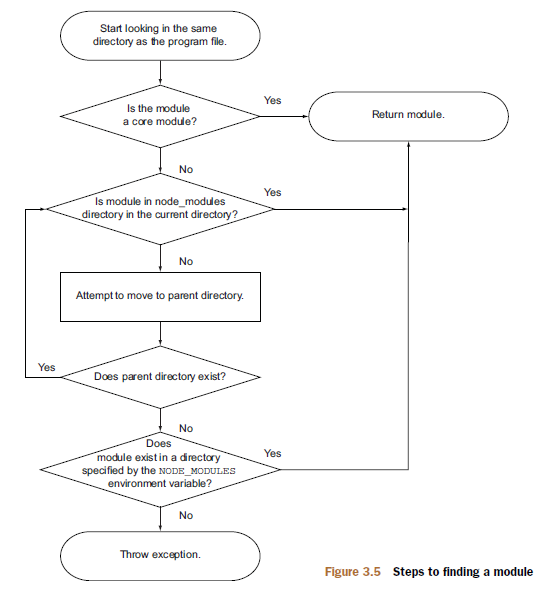 Start looking in the same
directory as the program file.
Is the module
a core module?
Yes
Return module.
No
Is module in node_modules
directory in the current directory?
Yes
No
Attempt to move to parent directory.
Yes
Does parent directory exist?
No
Does
module exist in a directory
specified by the NODE_MODULES
environment variable?
Yes
No
Throw exception.
Figure 3.5 Steps to finding a module